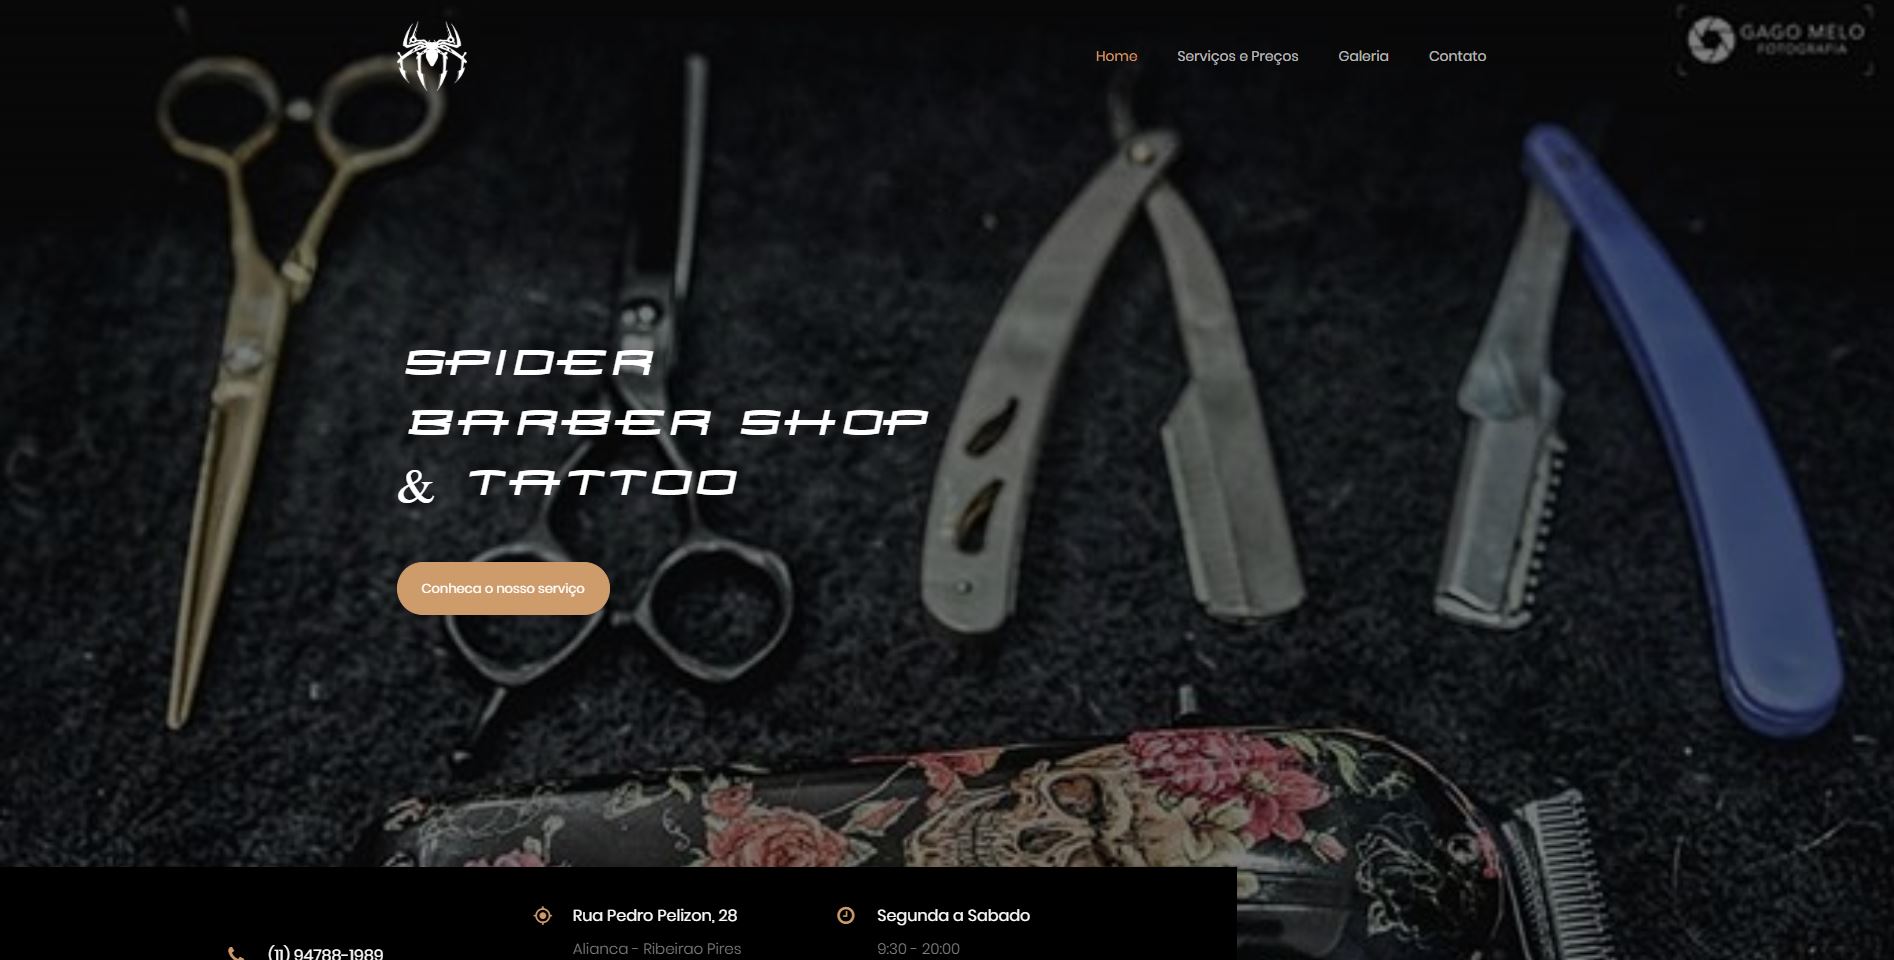 Home
Serviços e Preços
Galeria
Contato
GAGO MELO
FOTOGRAFIA
SPIDER
BARBER SHOP
& TATTOO
Conheca o nosso serviço
(11) 94788-1989
Rua Pedro Pelizon, 28
Alianca - Ribeirao Pires
Segunda a Sabado
9:30 - 20:00